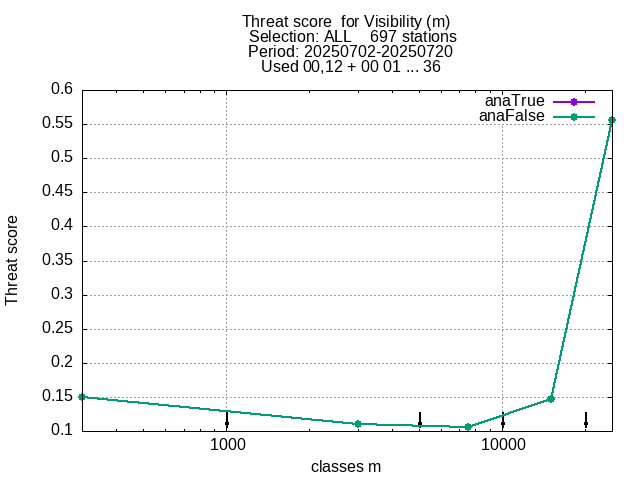 Threat score  for Visibility (m)
Selection: ALL    697 stations
Period: 20250702-20250720
Used 00,12 + 00 01 ... 36
anaTrue
anaFalse
0.6
0.55
0.5
0.45
0.4
0.35
0.3
0.25
0.2
0.15
0.1
Threat score
1000 10000
classes m